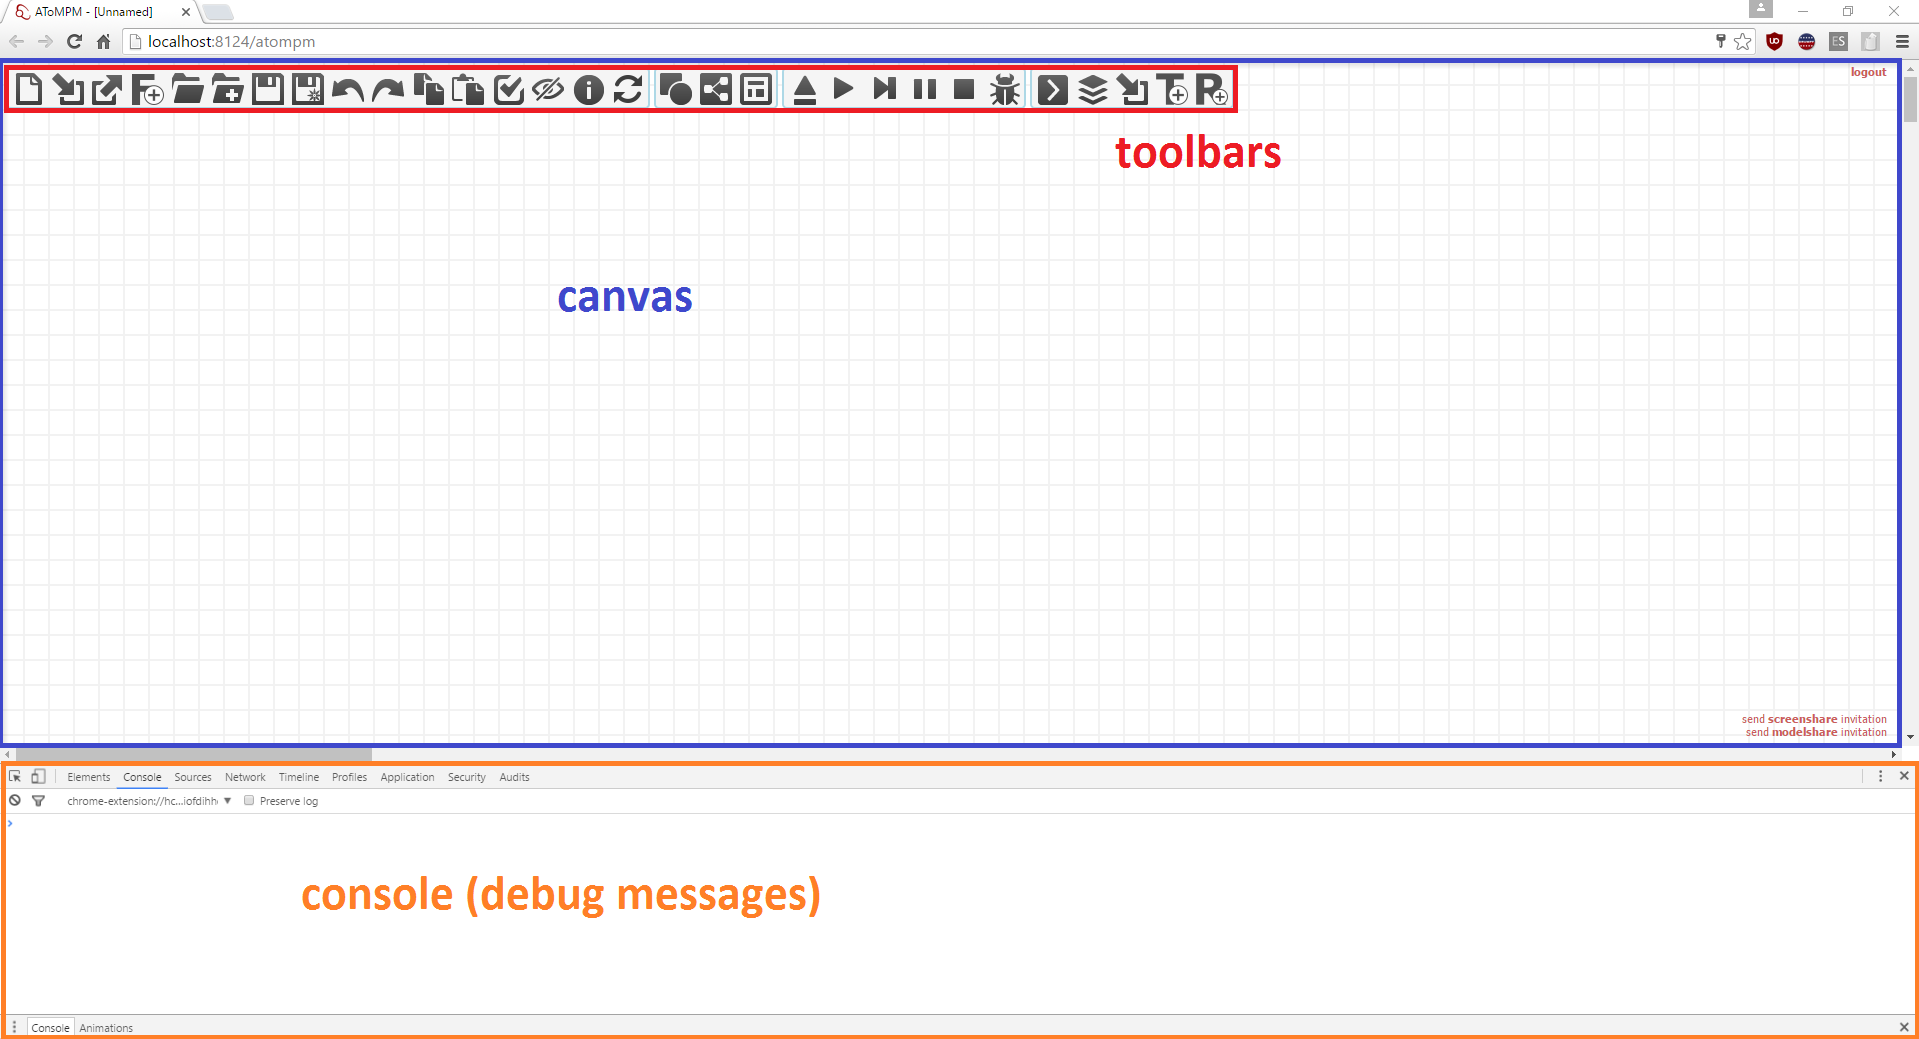 AToMPM - [Unnamed]
localhost:8124/atompm
ES
logout
toolbars
canvas
send screenshare invitation
send modelshare invitation
Elements Console Sources Network Timeline Profiles Application Security Audits
chrome-extension://hc...iofdihh Preserve log
console (debug messages)
Console Animations